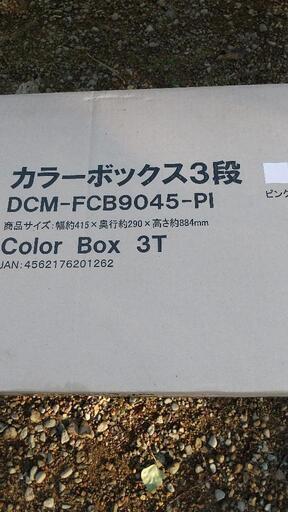 カラーボックス3段
DCM-FCB9045-PI
ピンク
商品サイズ:幅約415×奥行約290×高さ約884mm
Color Box 3T
JAN: 4562176201262